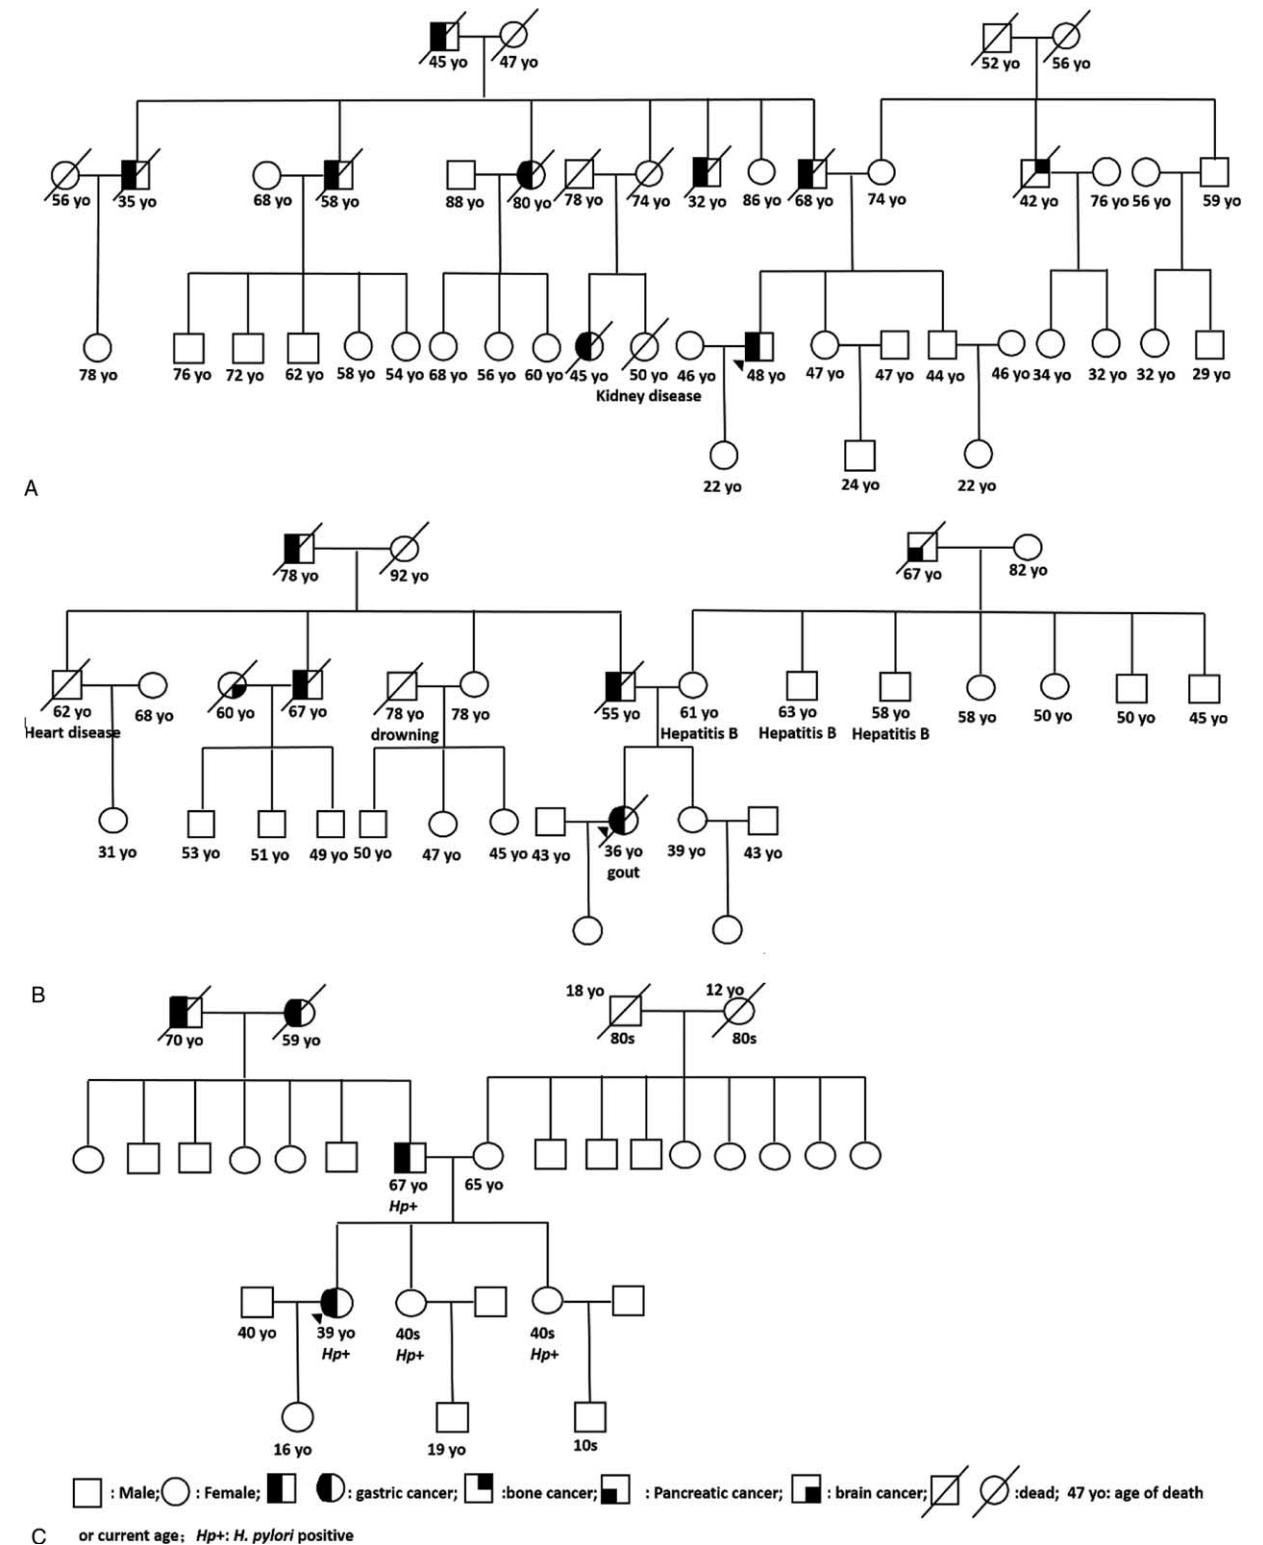 45 yo 47 yo 52 yo 56 yo
56 yo 35 yo 68 yo 58 yo 88 yo 80 yo 78 yo 74 yo 32 yo 86 yo 68 yo 74 yo 42 yo 76 yo 56 yo 59 yo
78 yo 76 yo 72 yo 62 yo 58 yo 54 yo 68 yo 56 yo 60 yo 45 yo 50 yo 46 yo 48 yo 47 yo 47 yo 44 yo 46 yo 34 yo 32 yo 32 yo 29 yo
Kidney disease
22 yo 24 yo 22 yo
A
78 yo 92 yo 67 yo 82 yo
62 yo 68 yo 60 yo 67 yo 78 yo 78 yo 55 yo 61 yo 63 yo 58 yo 58 yo 50 yo 50 yo 45 yo
Heart disease drowning Hepatitis B Hepatitis B Hepatitis B
31 yo 53 yo 51 yo 49 yo 50 yo 47 yo 45 yo 43 yo 36 yo 39 yo 43 yo
gout
B
18 yo 12 yo
70 yo 59 yo 80s 80s
67 yo 65 yo
Hp+
40 yo 39 yo 40s 40s
Hp+ Hp+ Hp+
16 yo 19 yo 10s
: Male; : Female; : gastric cancer; :bone cancer; : Pancreatic cancer; : brain cancer; :dead; 47 yo: age of death
C or current age; Hp+: H. pylori positive